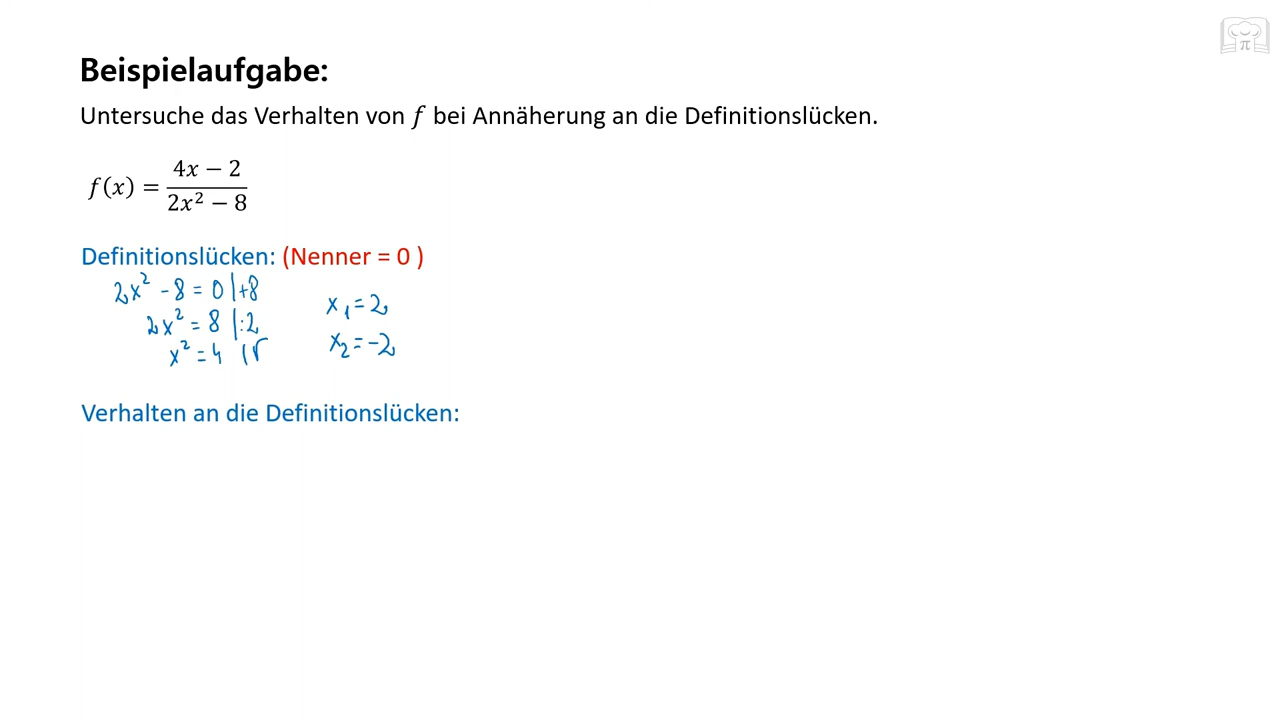 Beispielaufgabe:
Untersuche das Verhalten von f bei Annäherung an die Definitionslücken.
f(x) = (4x − 2)/(2x² − 8)
Definitionslücken: (Nenner = 0 )
2x² - 8 = 0 | +8
2x² = 8 | :2
x² = 4 | √
x₁ = 2
x₂ = -2
Verhalten an die Definitionslücken:
π